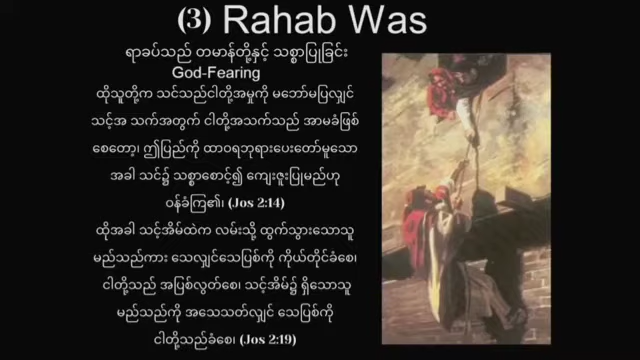 (3) Rahab Was
ရာခပ်သည် တမာန်တို့နှင့် သစ္စာပြုခြင်း
God-Fearing
ထိုသူတို့က သင်သည်ငါတို့အမှုကို မဘော်မပြလျှင်
သင့်အ သက်အတွက် ငါတို့အသက်သည် အာမခံဖြစ်
စေတော့၊ ဤပြည်ကို ထာဝရဘုရားပေးတော်မူသော
အခါ သင်၌ သစ္စာစောင့်၍ ကျေးဇူးပြုမည်ဟု
ဝန်ခံကြ၏၊ (Jos 2:14)
ထိုအခါ သင့်အိမ်ထဲက လမ်းသို့ ထွက်သွားသောသူ
မည်သည်ကား သေလျှင်သေပြစ်ကို ကိုယ်တိုင်ခံစေ၊
ငါတို့သည် အပြစ်လွတ်စေ၊ သင့်အိမ်၌ ရှိသောသူ
မည်သည်ကို အသေသတ်လျှင် သေပြစ်ကို
ငါတို့သည်ခံစေ၊ (Jos 2:19)